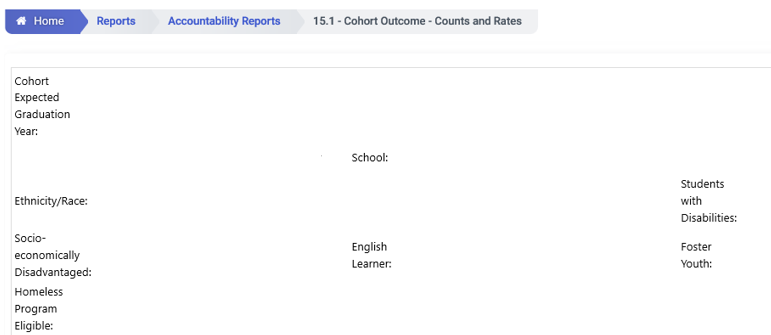 Home Reports Accountability Reports 15.1 - Cohort Outcome - Counts and Rates
Cohort
Expected
Graduation
Year:
School:
Ethnicity/Race:
Students
with
Disabilities:
Socio-
economically
Disadvantaged:
English
Learner:
Foster
Youth:
Homeless
Program
Eligible: